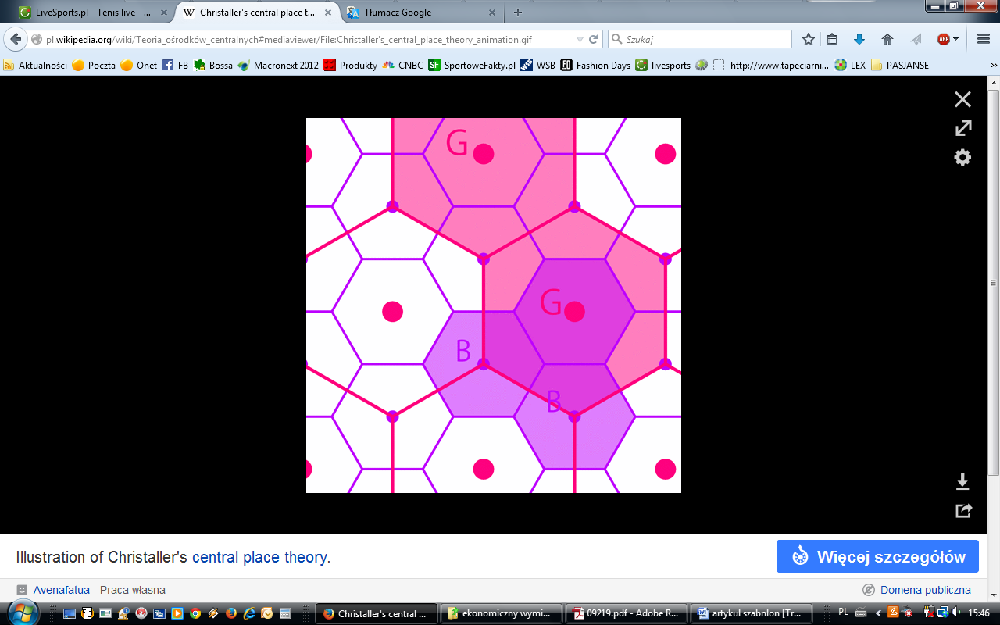 LiveSports.pl - Tenis live - ...
Christaller's central place t...
Tłumacz Google
pl.wikipedia.org/wiki/Teoria_ośrodków_centralnych#mediaviewer/File:Christaller's_central_place_theory_animation.gif
Szukaj
ABP
Aktualności Poczta Onet FB Bossa Macronext 2012 Produkty CNBC SportoweFakty.pl WSB Fashion Days livesports http://www.tapeciarni... LEX PASJANSE
G
G
B
B
Illustration of Christaller's central place theory.
Więcej szczegółów
Avenafatua - Praca własna
Domena publiczna
Christaller's central ...
ekonomiczny wymi...
09219.pdf - Adobe R...
artykul szabnlon [Tr...
PL
15:46